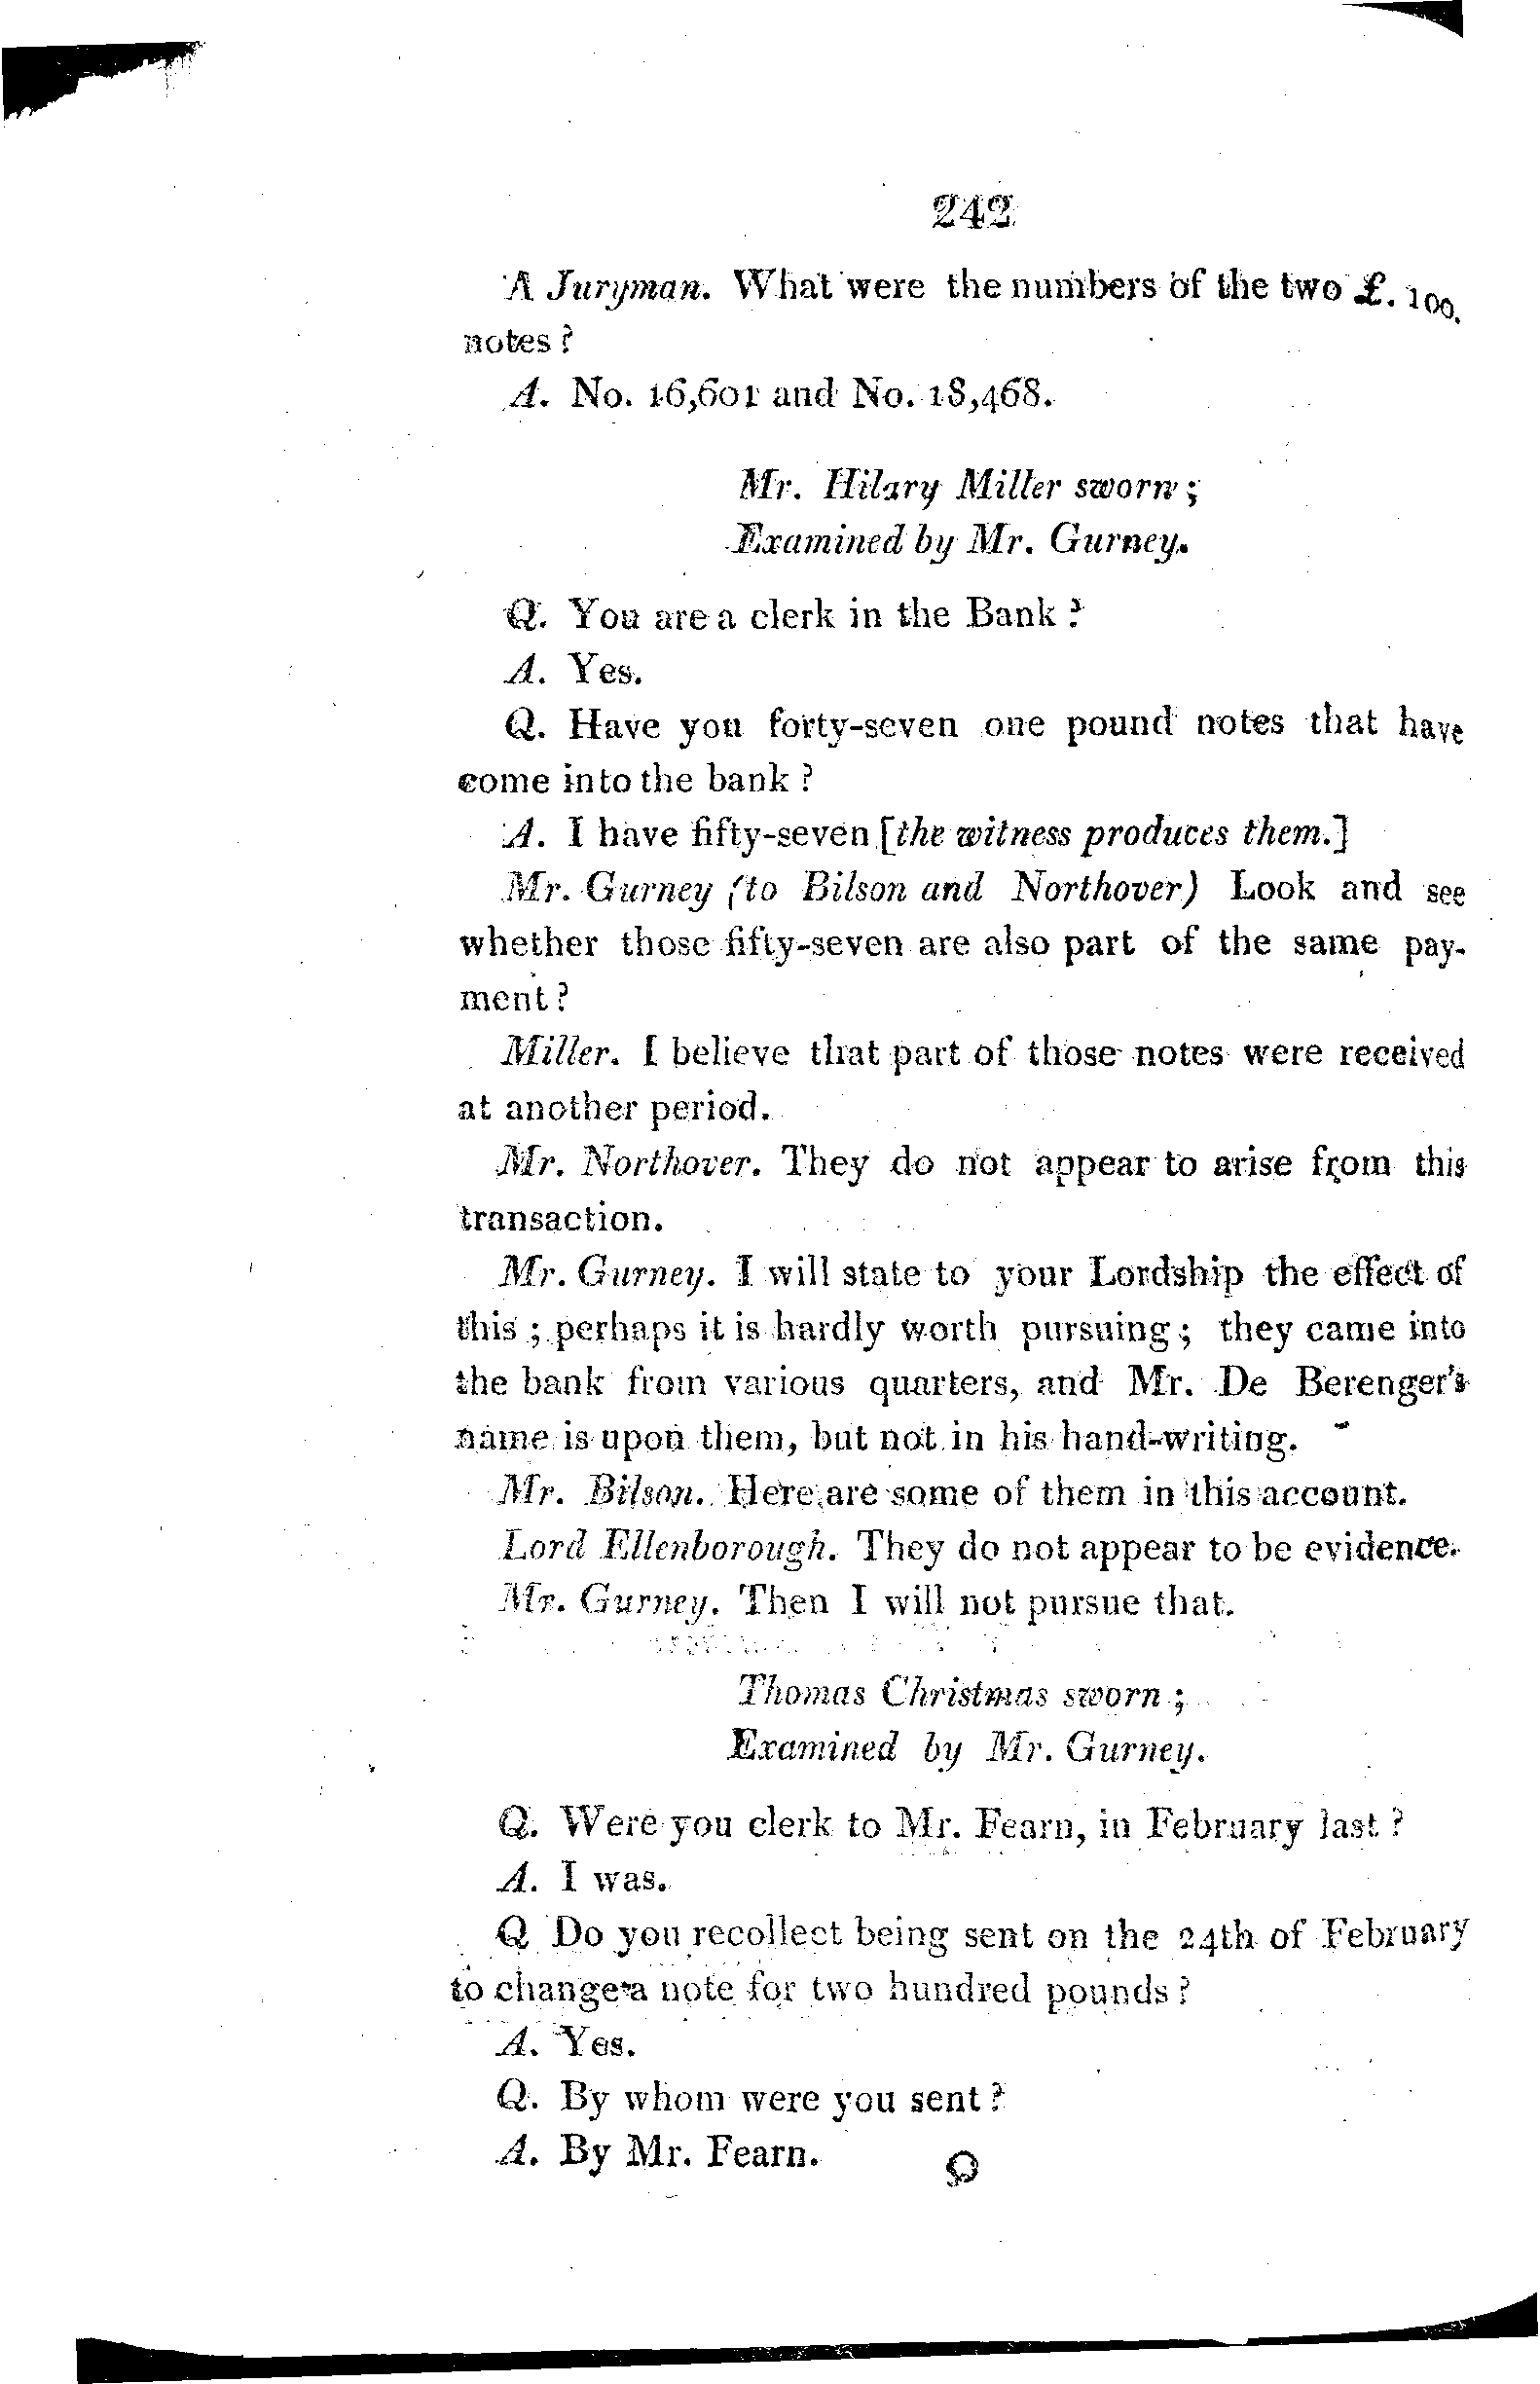 242
A Juryman. What were the numbers of the two £. 100.
notes ?
A. No. 16,601 and No. 18,468.
Mr. Hilary Miller sworn ;
Examined by Mr. Gurney.
Q. You are a clerk in the Bank ?
A. Yes.
Q. Have you forty-seven one pound notes that have
come into the bank ?
A. I have fifty-seven [the witness produces them.]
Mr. Gurney (to Bilson and Northover) Look and see
whether those fifty-seven are also part of the same pay-
ment ?
Miller. I believe that part of those notes were received
at another period.
Mr. Northover. They do not appear to arise from this
transaction.
Mr. Gurney. I will state to your Lordship the effect of
this ; perhaps it is hardly worth pursuing ; they came into
the bank from various quarters, and Mr. De Berenger's
name is upon them, but not in his hand-writing.
Mr. Bilson. Here are some of them in this account.
Lord Ellenborough. They do not appear to be evidence.
Mr. Gurney. Then I will not pursue that.
Thomas Christmas sworn ;
Examined by Mr. Gurney.
Q. Were you clerk to Mr. Fearn, in February last ?
A. I was.
Q Do you recollect being sent on the 24th of February
to change a note for two hundred pounds ?
A. Yes.
Q. By whom were you sent ?
A. By Mr. Fearn.